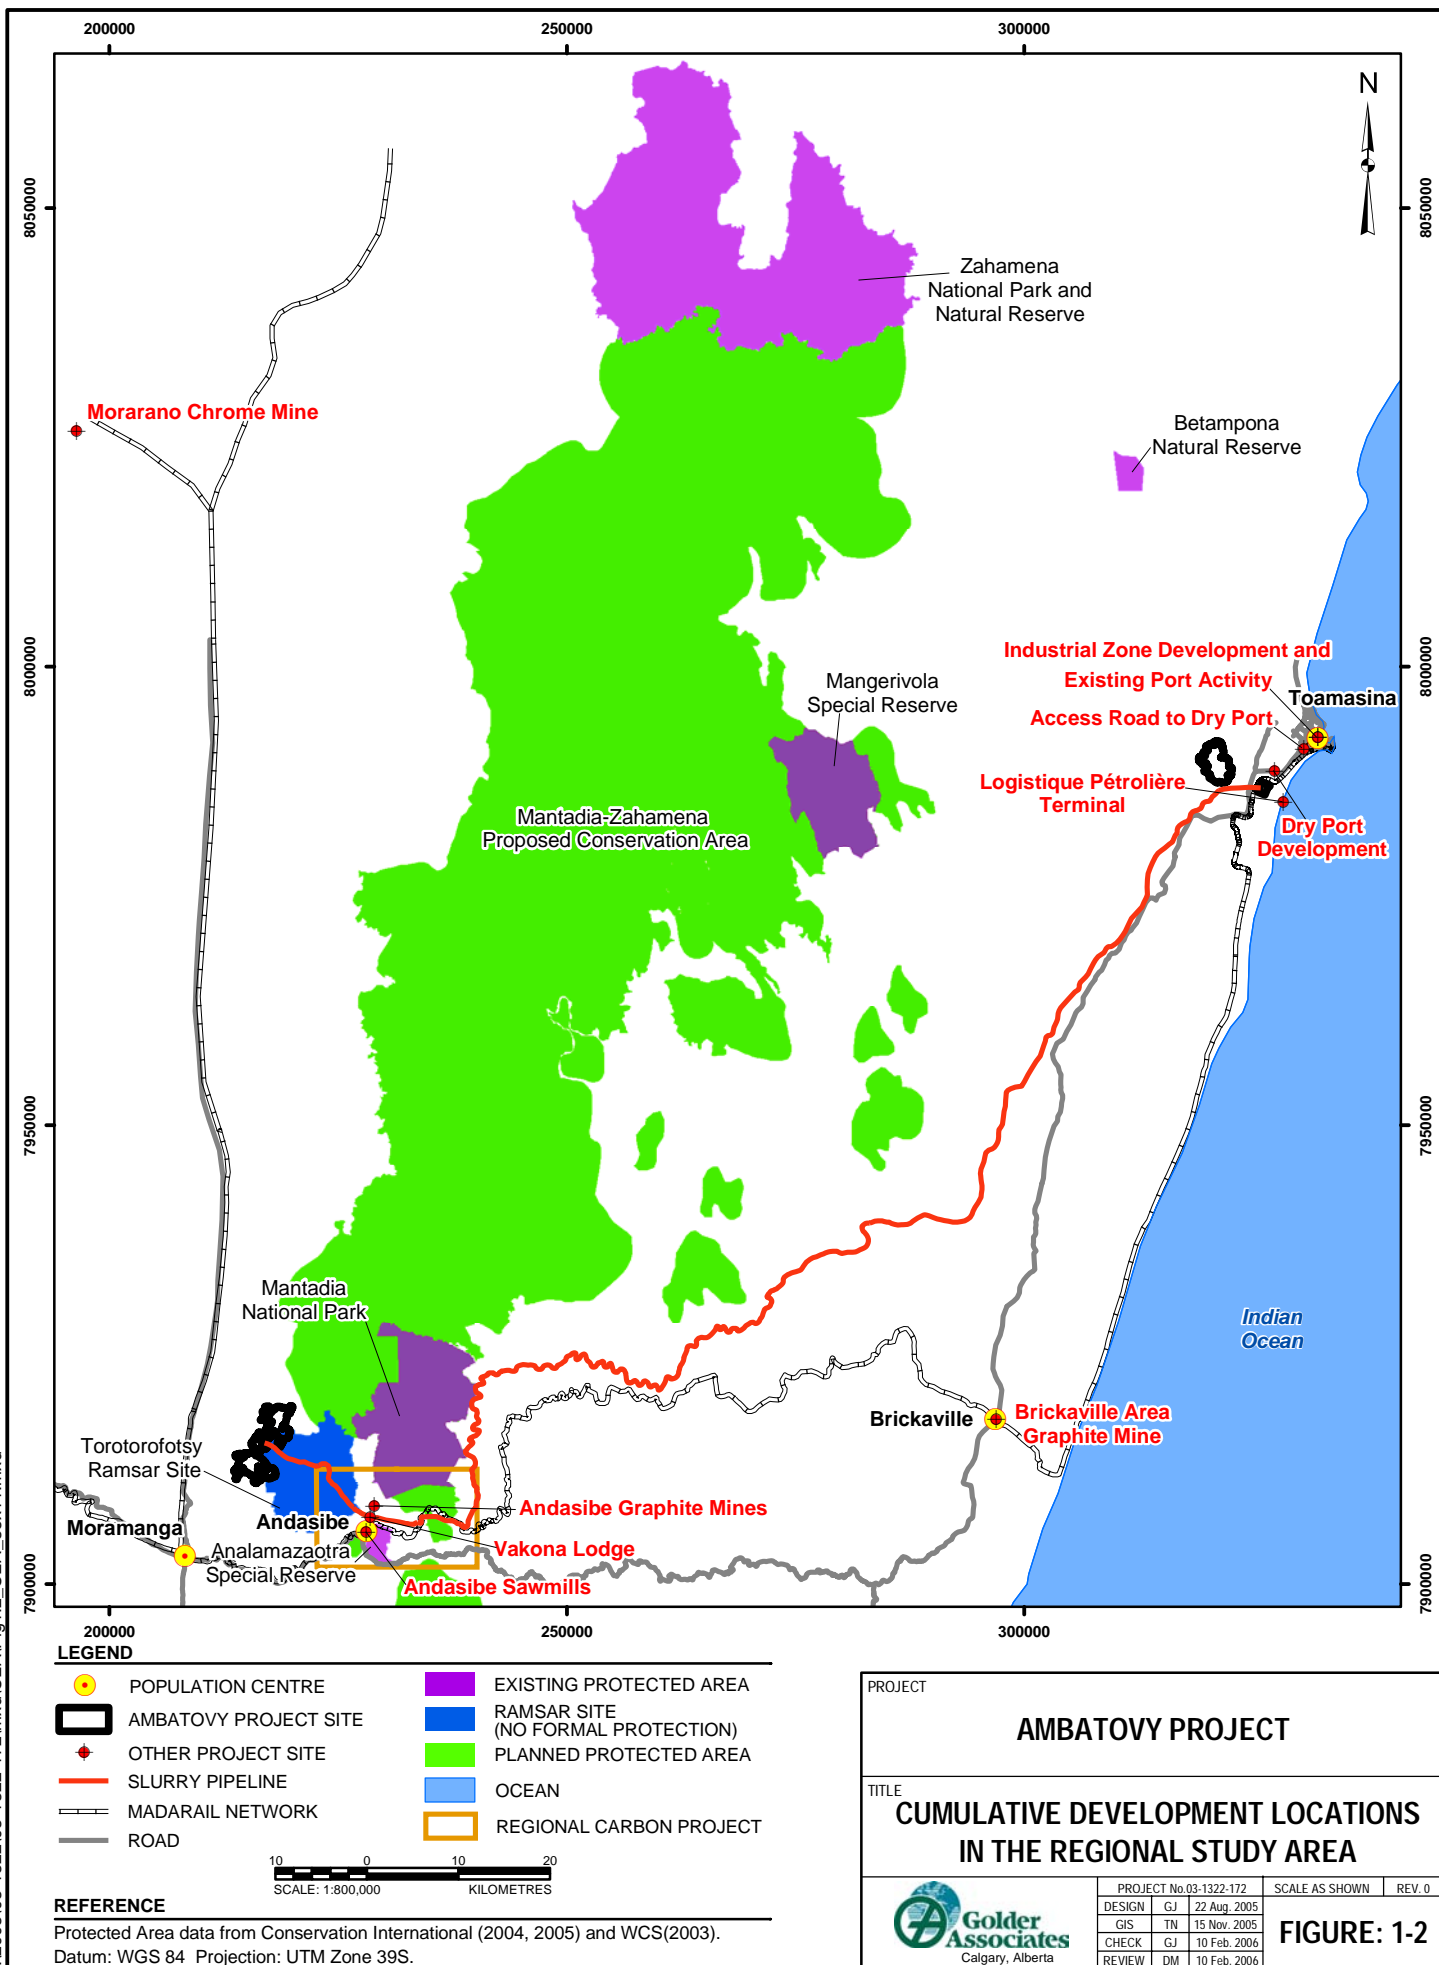 200000
250000
300000
N
8050000
8050000
Zahamena
National Park and
Natural Reserve
Morarano Chrome Mine
Betampona
Natural Reserve
8000000
8000000
Industrial Zone Development and
Existing Port Activity
Toamasina
Access Road to Dry Port
Mangerivola
Special Reserve
Logistique Pétrolière
Terminal
Dry Port
Development
Mantadia-Zahamena
Proposed Conservation Area
7950000
7950000
Mantadia
National Park
Indian
Ocean
Brickaville
Brickaville Area
Graphite Mine
Torotorofotsy
Ramsar Site
Andasibe Graphite Mines
Moramanga
Andasibe
Vakona Lodge
Analamazaotra
Special Reserve
Andasibe Sawmills
7900000
7900000
200000
250000
300000
LEGEND
POPULATION CENTRE
AMBATOVY PROJECT SITE
OTHER PROJECT SITE
SLURRY PIPELINE
MADARAIL NETWORK
ROAD
EXISTING PROTECTED AREA
RAMSAR SITE
(NO FORMAL PROTECTION)
PLANNED PROTECTED AREA
OCEAN
REGIONAL CARBON PROJECT
10 0 10 20
SCALE: 1:800,000 KILOMETRES
REFERENCE
Protected Area data from Conservation International (2004, 2005) and WCS(2003).
Datum: WGS 84 Projection: UTM Zone 39S.
PROJECT
AMBATOVY PROJECT
TITLE
CUMULATIVE DEVELOPMENT LOCATIONS
IN THE REGIONAL STUDY AREA
Golder
Associates
Calgary, Alberta
PROJECT No.03-1322-172 SCALE AS SHOWN REV. 0
DESIGN GJ 22 Aug. 2005
GIS TN 15 Nov. 2005
CHECK GJ 10 Feb. 2006
REVIEW DM 10 Feb. 2006
FIGURE: 1-2